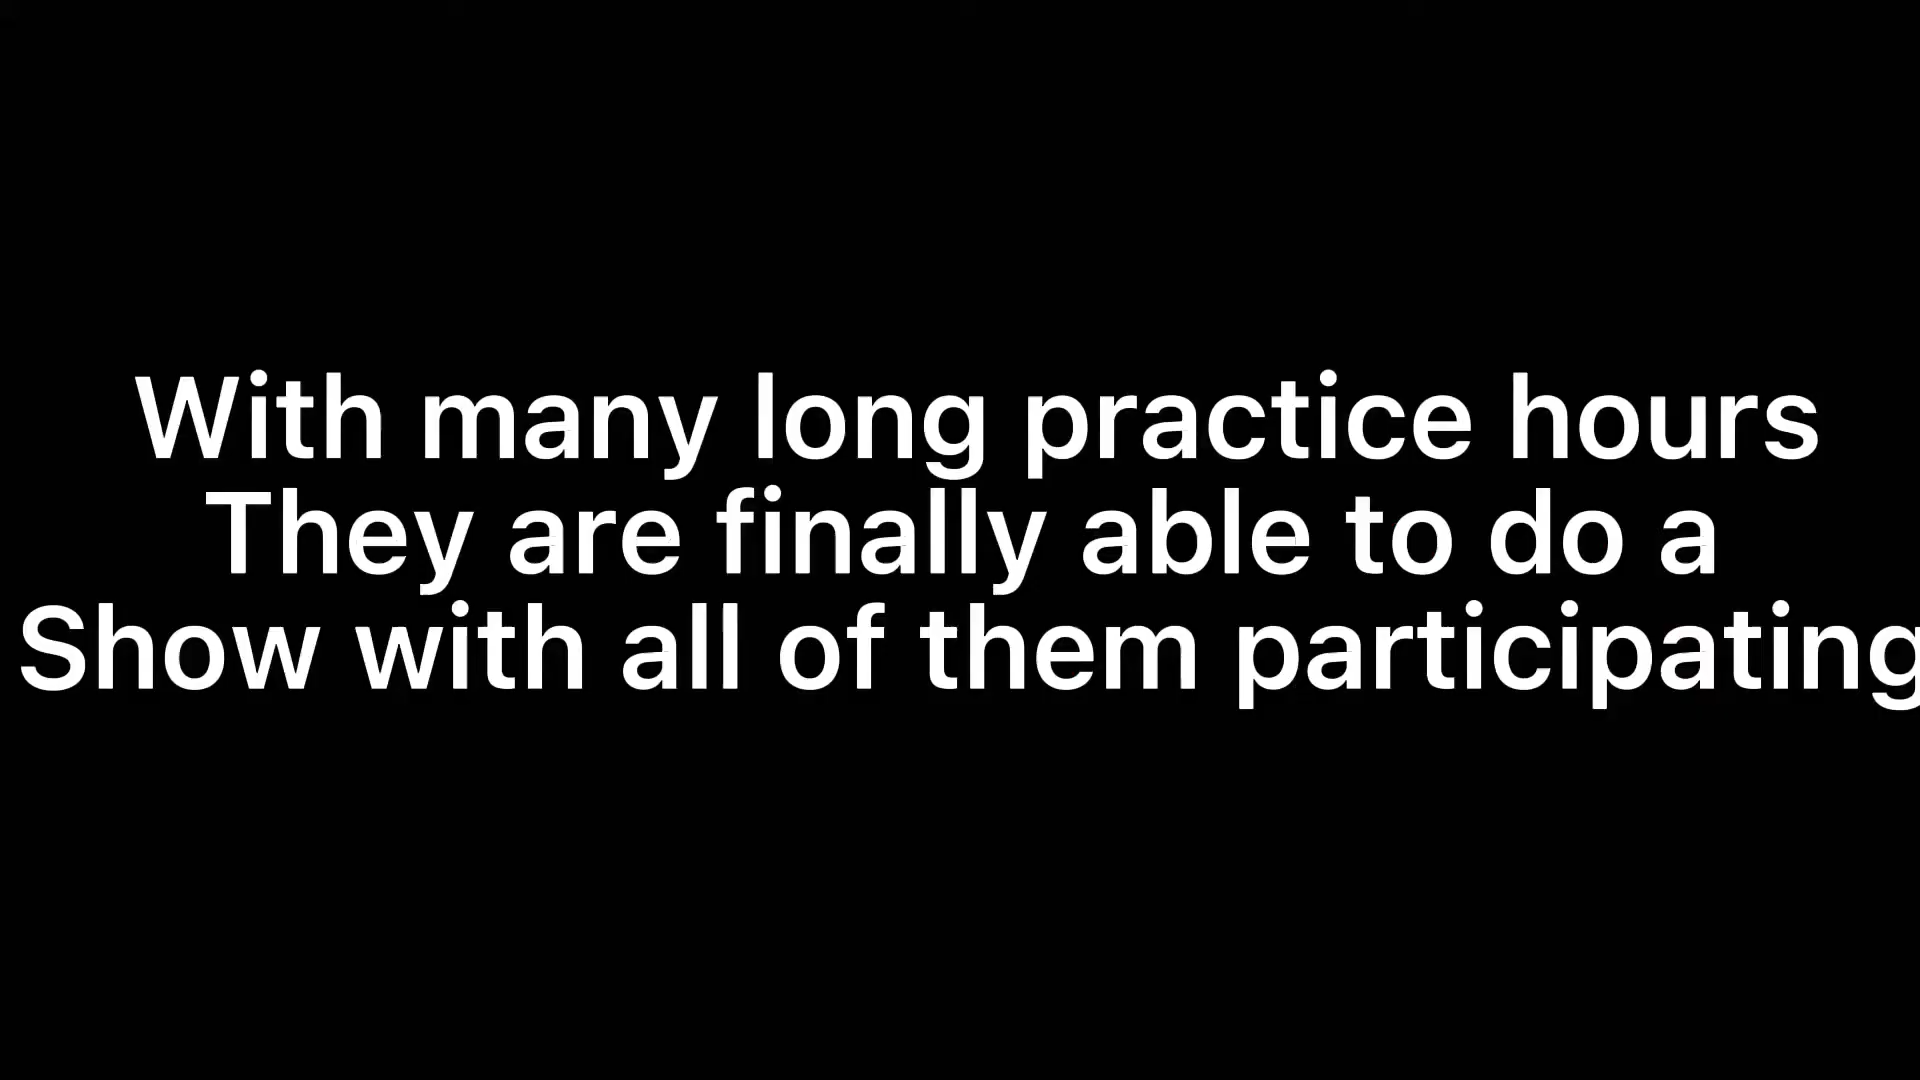 With many long practice hours
They are finally able to do a
Show with all of them participating